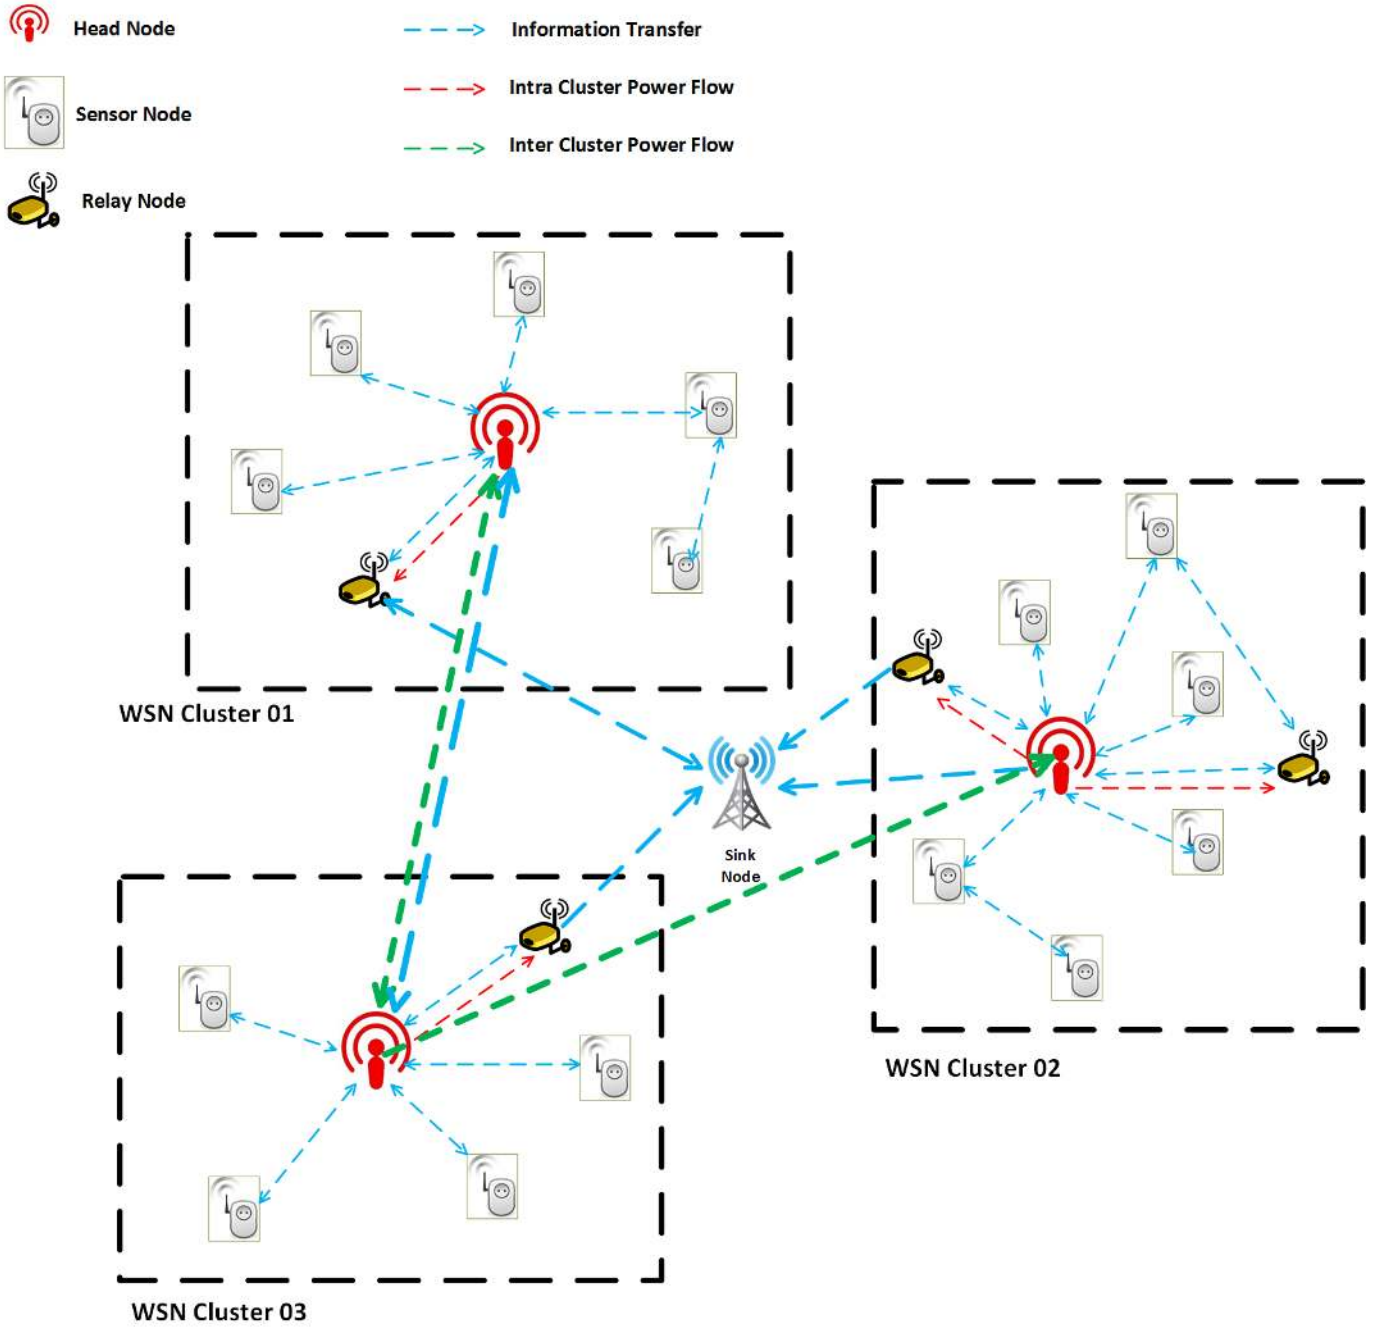 Head Node
Information Transfer
Intra Cluster Power Flow
Sensor Node
Inter Cluster Power Flow
Relay Node
WSN Cluster 01
Sink
Node
WSN Cluster 02
WSN Cluster 03